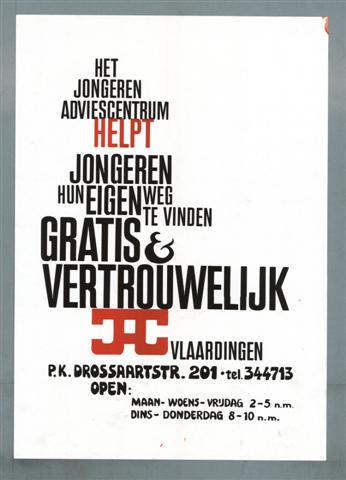 HET
JONGEREN
ADVIESCENTRUM
HELPT
JONGEREN
HUN EIGEN WEG
TE VINDEN
GRATIS &
VERTROUWELIJK
JAC VLAARDINGEN
P.K. DROSSAARTSTR. 201 · tel. 344713
OPEN:
MAAN- WOENS- VRIJDAG 2-5 n.m.
DINS- DONDERDAG 8-10 n.m.